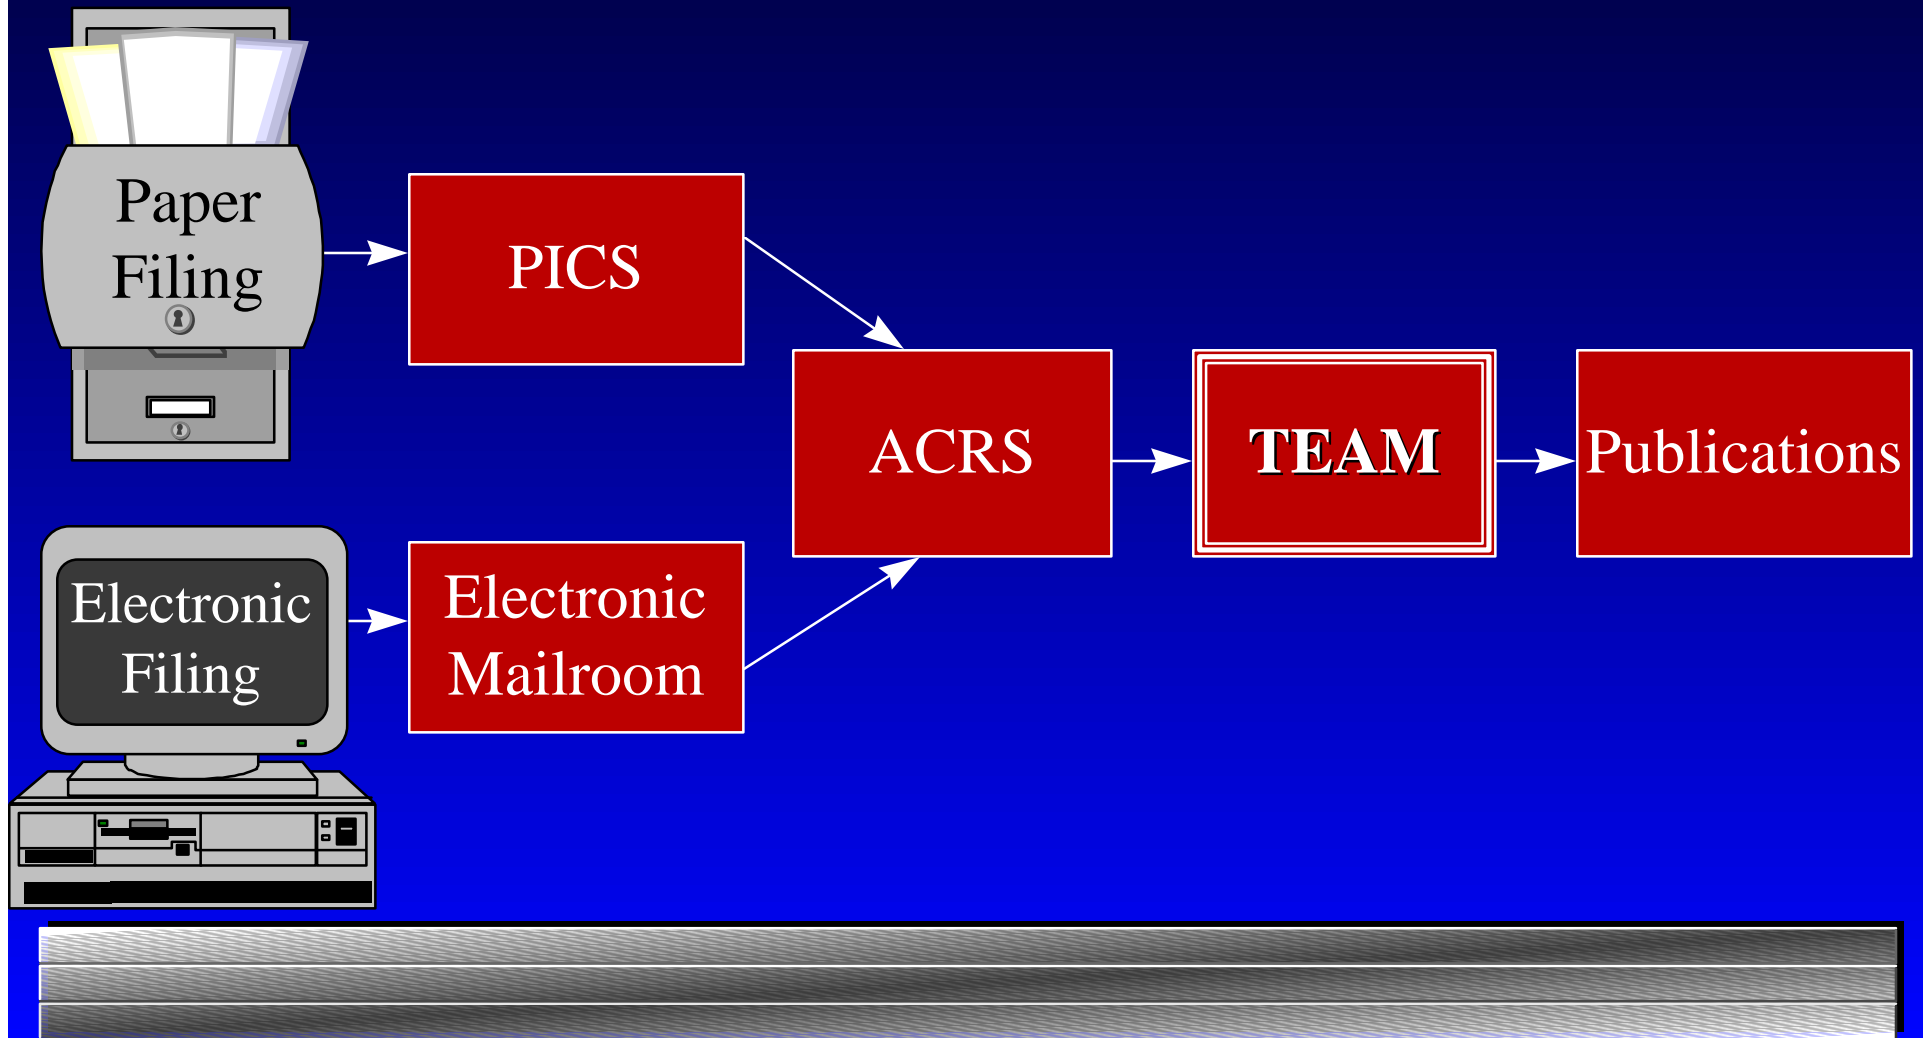 Paper
Filing
PICS
ACRS
TEAM
Publications
Electronic
Filing
Electronic
Mailroom